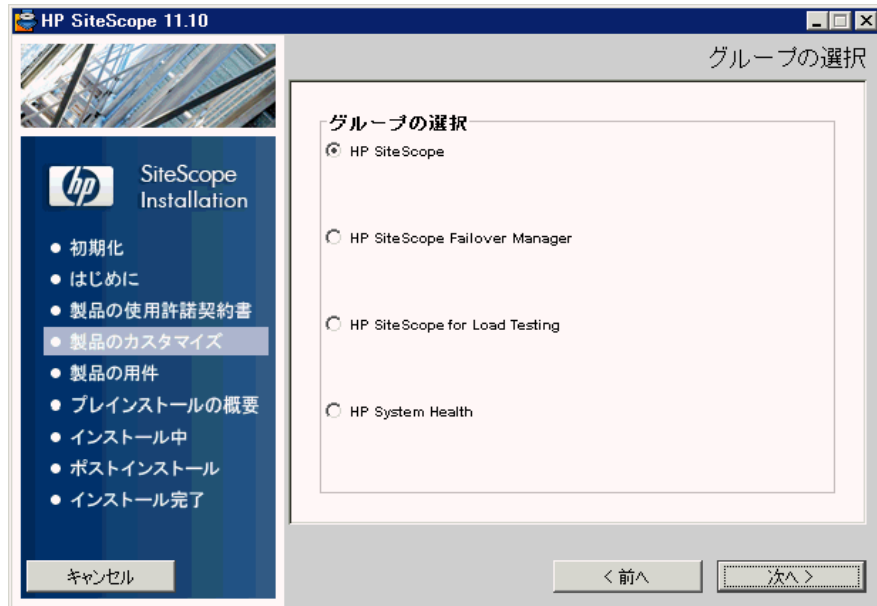 HP SiteScope 11.10
グループの選択
hp
SiteScope
Installation
初期化
はじめに
製品の使用許諾契約書
製品のカスタマイズ
製品の用件
プレインストールの概要
インストール中
ポストインストール
インストール完了
グループの選択
HP SiteScope
HP SiteScope Failover Manager
HP SiteScope for Load Testing
HP System Health
キャンセル
< 前へ
次へ >